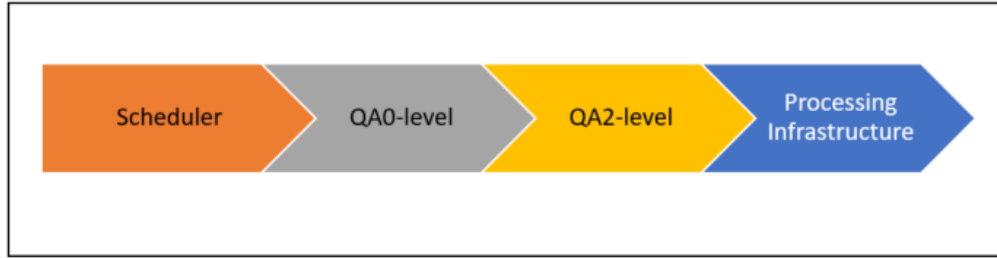 Scheduler
QA0-level
QA2-level
Processing
Infrastructure